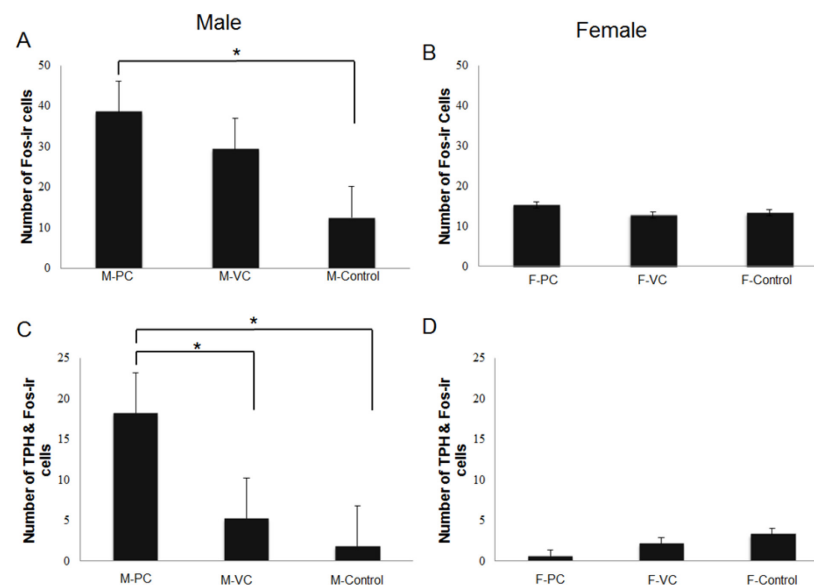 Male
Female
A
*
Number of Fos-Ir cells
50
40
30
20
10
0
M-PC M-VC M-Control
B
Number of Fos-Ir Cells
50
40
30
20
10
0
F-PC F-VC F-Control
C
*
*
Number of TPH & Fos-Ir
cells
25
20
15
10
5
0
M-PC M-VC M-Control
D
Number of TPH & Fos-Ir
cells
25
20
15
10
5
0
F-PC F-VC F-Control